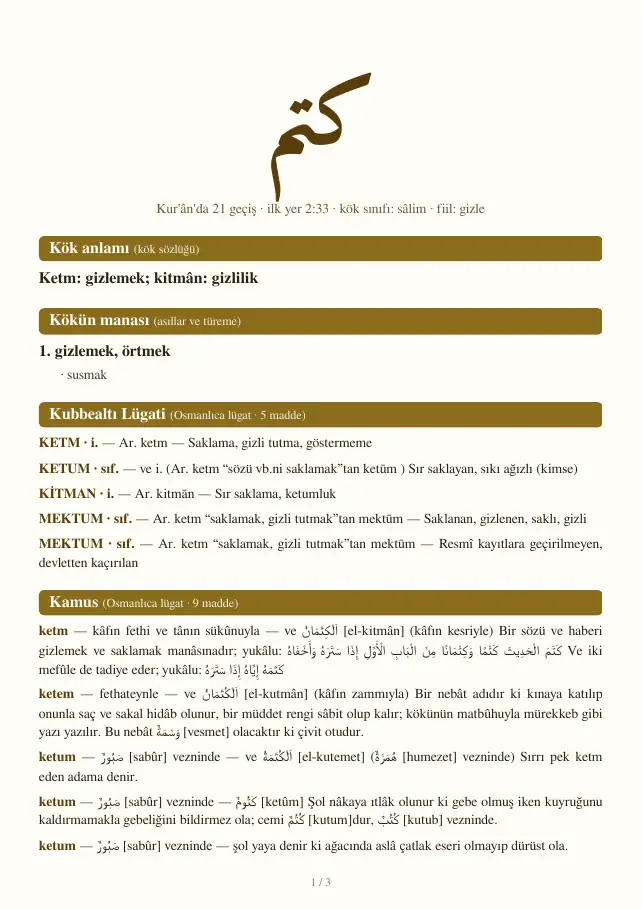 كتم
Kur'ân'da 21 geçiş · ilk yer 2:33 · kök sınıfı: sâlim · fiil: gizle
Kök anlamı (kök sözlüğü)
Ketm: gizlemek; kitmân: gizlilik
Kökün manası (asıllar ve türeme)
1. gizlemek, örtmek
· susmak
Kubbealtı Lügati (Osmanlıca lügat · 5 madde)
KETM · i. — Ar. ketm — Saklama, gizli tutma, göstermeme
KETUM · sıf. — ve i. (Ar. ketm “sözü vb.ni saklamak”tan ketūm ) Sır saklayan, sıkı ağızlı (kimse)
KİTMAN · i. — Ar. kitmān — Sır saklama, ketumluk
MEKTUM · sıf. — Ar. ketm “saklamak, gizli tutmak”tan mektūm — Saklanan, gizlenen, saklı, gizli
MEKTUM · sıf. — Ar. ketm “saklamak, gizli tutmak”tan mektūm — Resmî kayıtlara geçirilmeyen,
devletten kaçırılan
Kamus (Osmanlıca lügat · 9 madde)
ketm — kâfın fethi ve tânın sükûnuyla — ve اَلْكِتْمَانُ [el-kitmân] (kâfın kesriyle) Bir sözü ve haberi
gizlemek ve saklamak manâsınadır; yukâlu: كَتَمَ الْحَدِيثَ كَتْمًا وَكِتْمَانًا مِنَ الْبَابِ الْأَوَّلِ إِذَا سَتَرَهُ وَأَخْفَاهُ Ve iki
mefûle de tadiye eder; yukâlu: كَتَمَهُ إِيَّاهُ إِذَا سَتَرَهُ
ketem — fethateynle — ve اَلْكُتْمَانُ [el-kutmân] (kâfın zammıyla) Bir nebât adıdır ki kınaya katılıp
onunla saç ve sakal hidâb olunur, bir müddet rengi sâbit olup kalır; kökünün matbûhuyla mürekkeb gibi
yazı yazılır. Bu nebât وَسْمَةٌ [vesmet] olacaktır ki çivit otudur.
ketum — صَبُورٌ [sabûr] vezninde — ve اَلْكُتَمَةُ [el-kutemet] (هُمَزَةٌ [humezet] vezninde) Sırrı pek ketm
eden adama denir.
ketum — صَبُورٌ [sabûr] vezninde — كَتُومٌ [ketûm] Şol nâkaya ıtlâk olunur ki gebe olmuş iken kuyruğunu
kaldırmamakla gebeliğini bildirmez ola; cemi كُتُمٌ [kutum]dur, كُتُبٌ [kutub] vezninde.
ketum — صَبُورٌ [sabûr] vezninde — şol yaya denir ki ağacında aslâ çatlak eseri olmayıp dürüst ola.
1 / 3